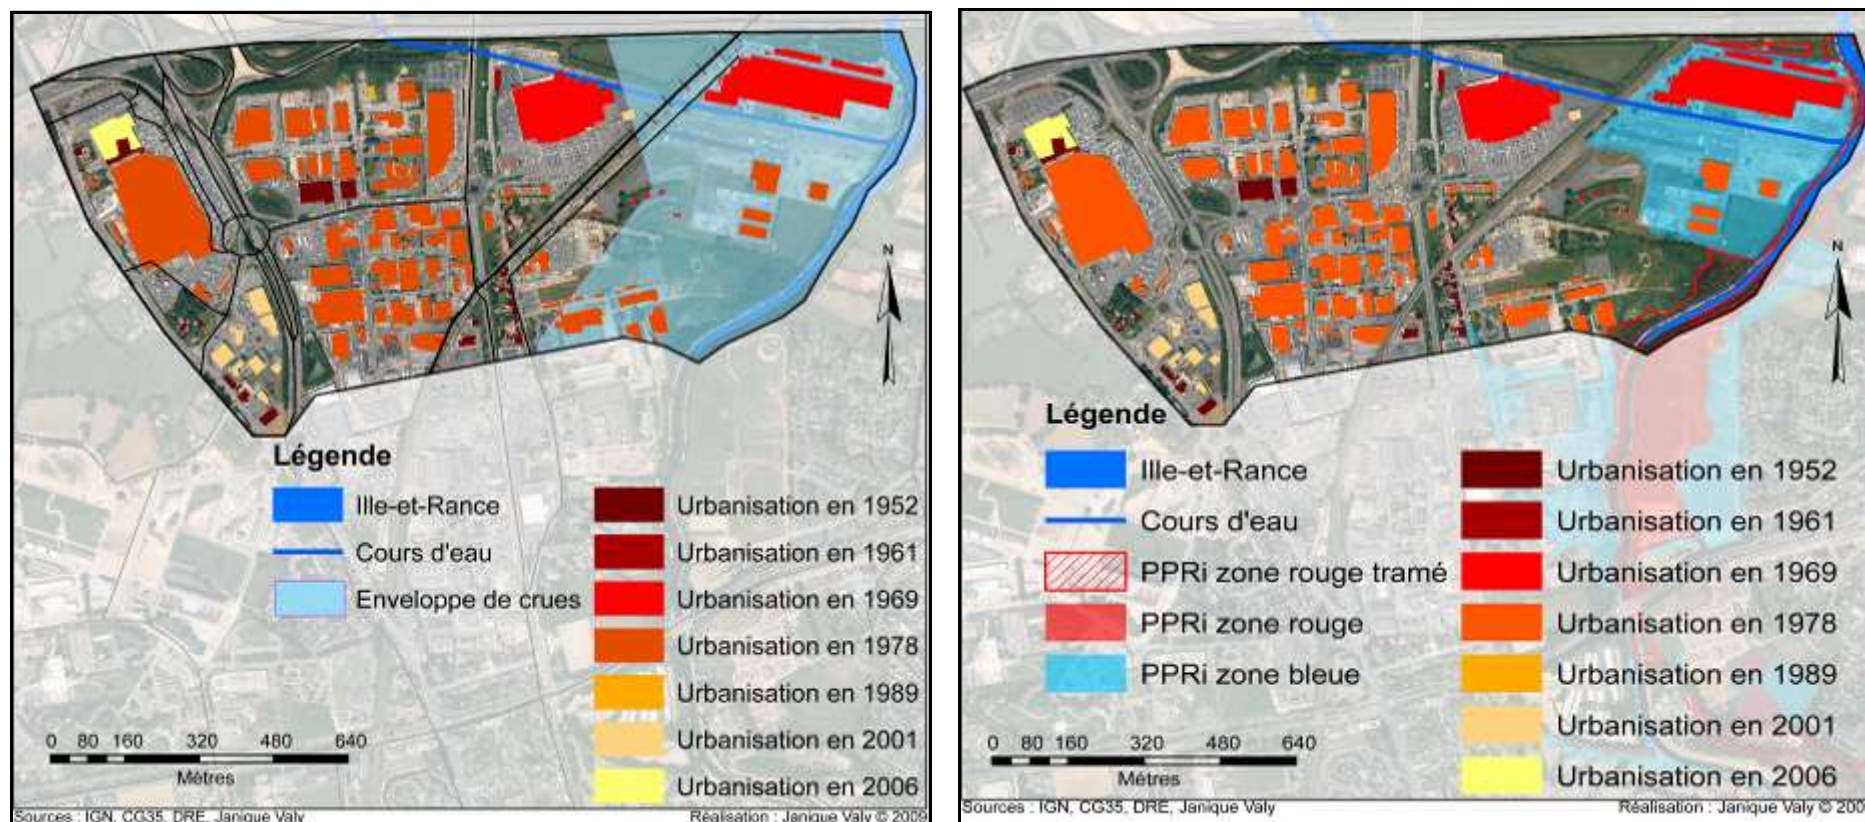 N
Légende
Ille-et-Rance
Cours d'eau
Enveloppe de crues
Urbanisation en 1952
Urbanisation en 1961
Urbanisation en 1969
Urbanisation en 1978
Urbanisation en 1989
Urbanisation en 2001
Urbanisation en 2006
0 80 160 320 480 640
Mètres
Sources : IGN, CG35, DRE, Janique Valy
Réalisation : Janique Valy © 2009
N
Légende
Ille-et-Rance
Cours d'eau
PPRi zone rouge tramé
PPRi zone rouge
PPRi zone bleue
Urbanisation en 1952
Urbanisation en 1961
Urbanisation en 1969
Urbanisation en 1978
Urbanisation en 1989
Urbanisation en 2001
Urbanisation en 2006
0 80 160 320 480 640
Mètres
Sources : IGN, CG35, DRE, Janique Valy
Réalisation : Janique Valy © 200